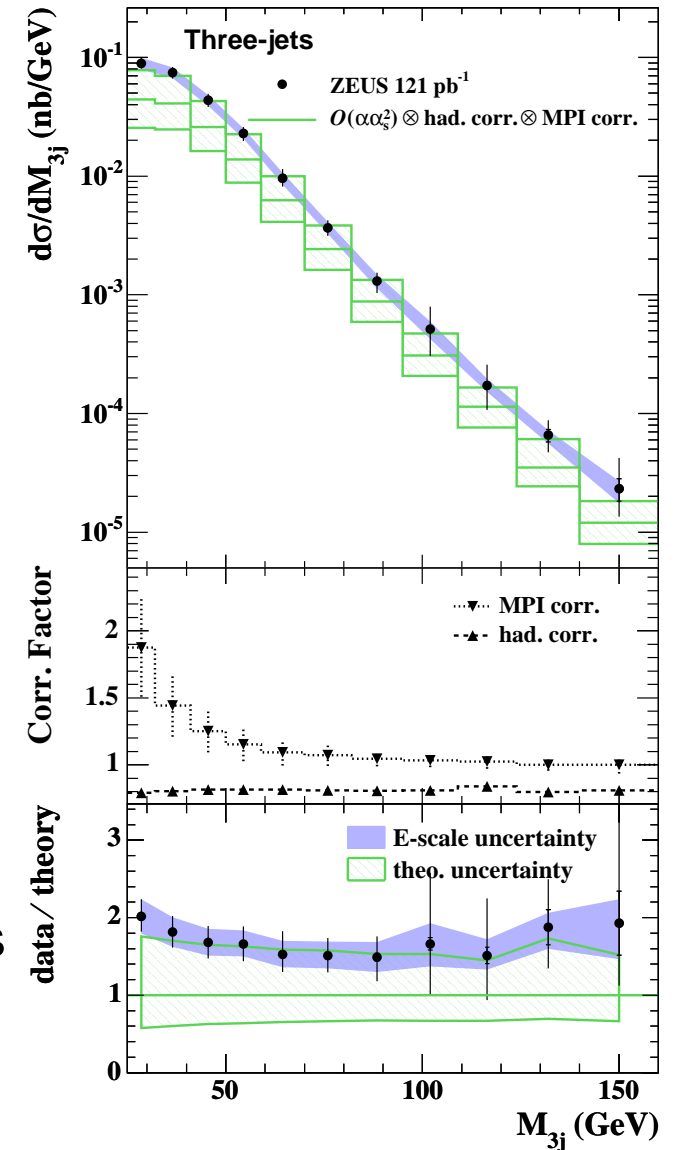 Three-jets
ZEUS 121 pb⁻¹
O(αα²ₛ) ⊗ had. corr. ⊗ MPI corr.
dσ/dM₃ⱼ (nb/GeV)
10⁻¹
10⁻²
10⁻³
10⁻⁴
10⁻⁵
MPI corr.
had. corr.
Corr. Factor
2
1.5
1
E-scale uncertainty
theo. uncertainty
data / theory
3
2
1
0
50 100 150
M₃ⱼ (GeV)